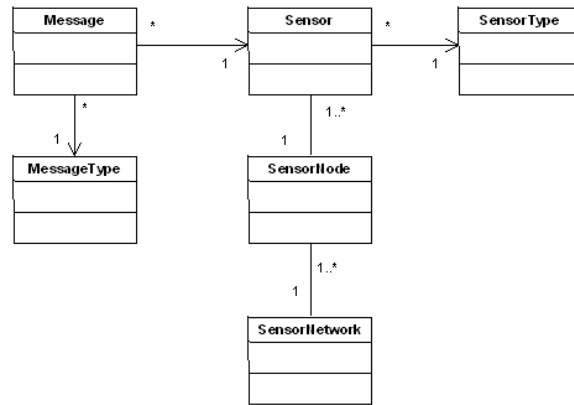 Message
Sensor
SensorType
*
1
*
1
*
1
1..*
1
MessageType
SensorNode
1..*
1
SensorNetwork